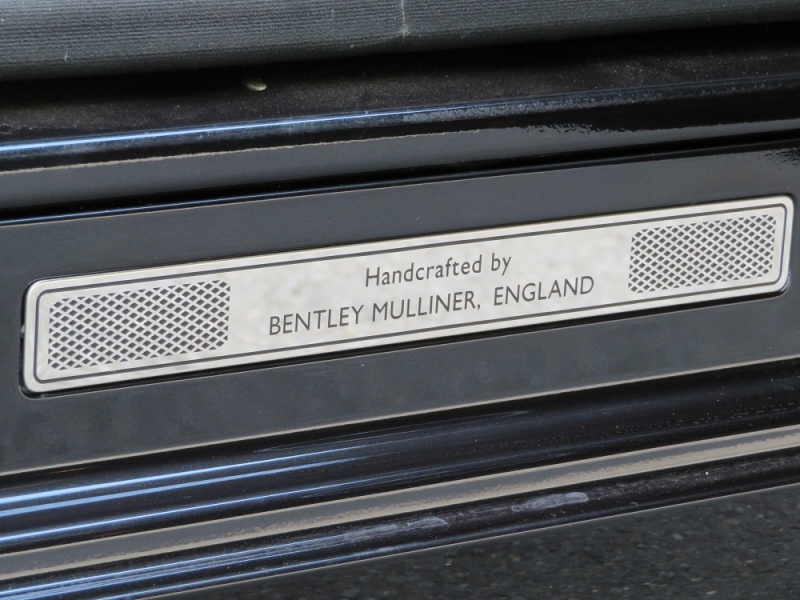 Handcrafted by
BENTLEY MULLINER, ENGLAND